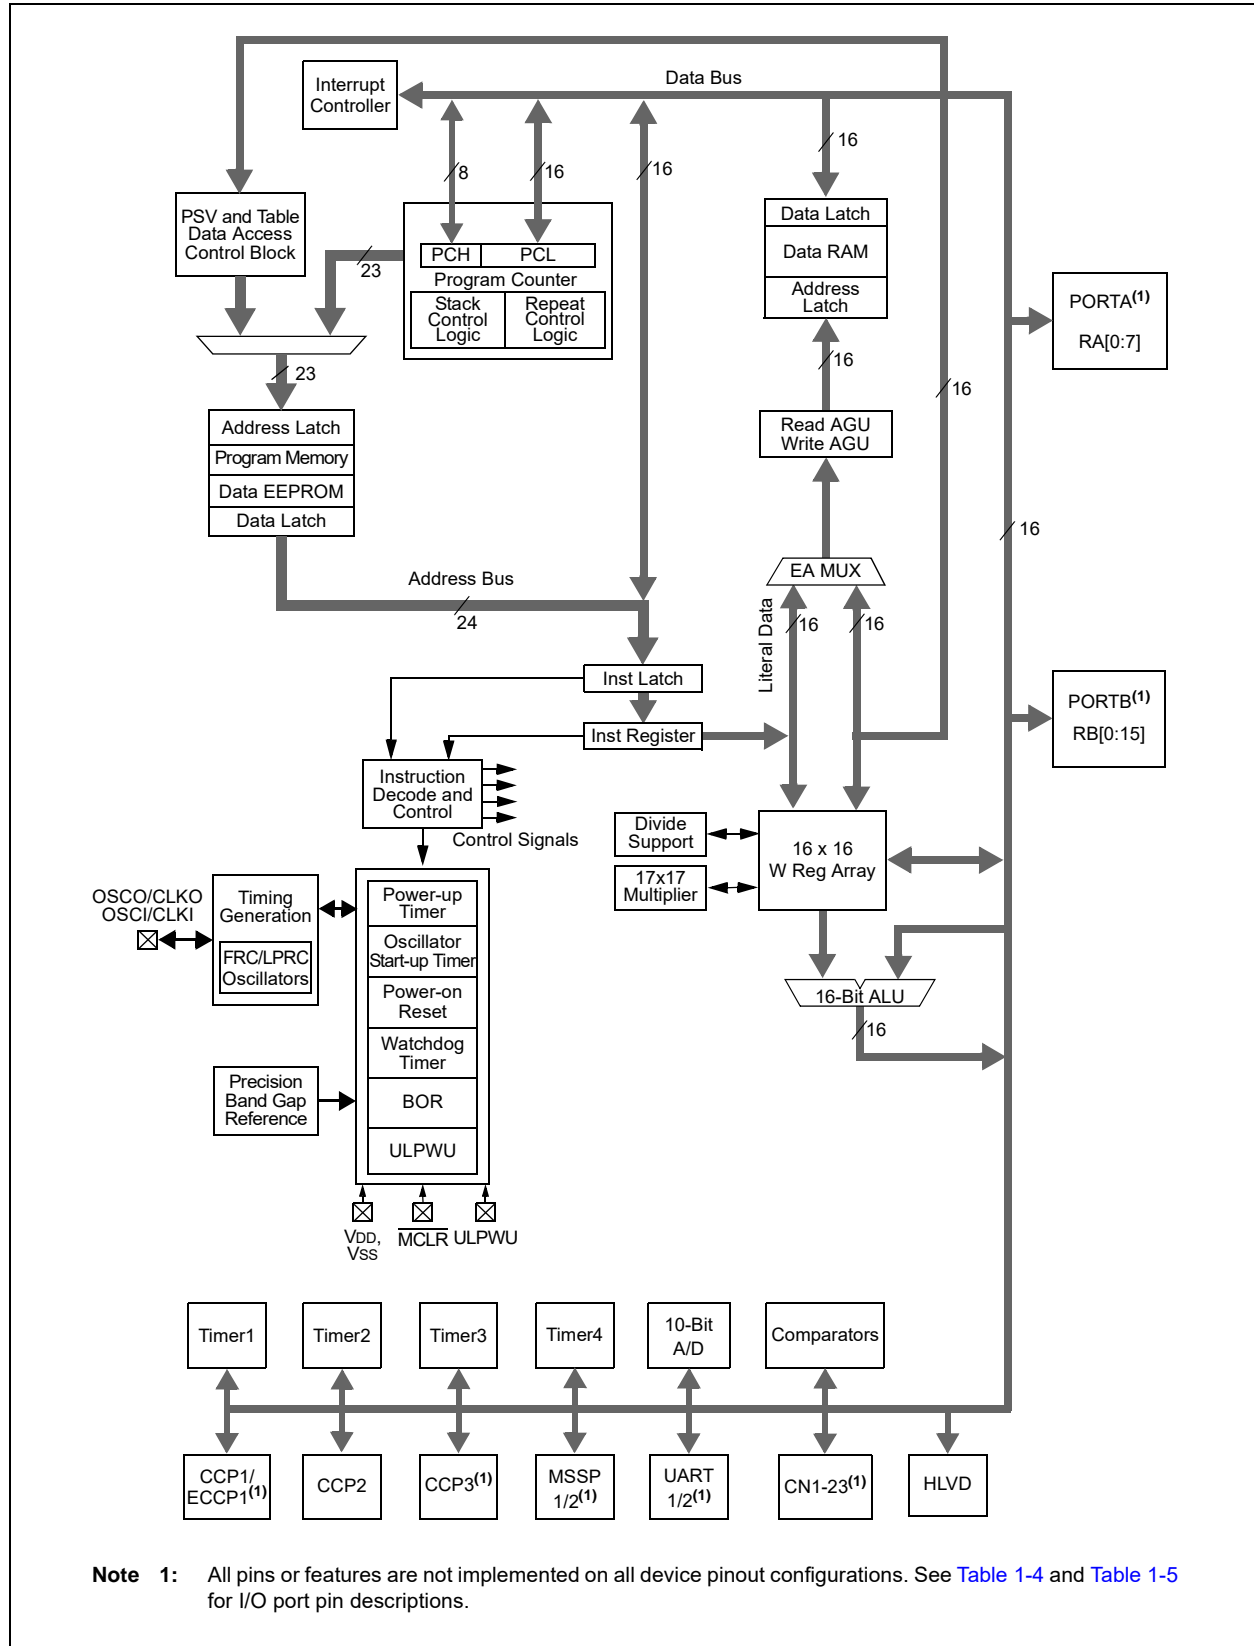 Data Bus
Interrupt
Controller
16
8
16
16
PSV and Table
Data Access
Control Block
Data Latch
Data RAM
Address
Latch
PCH
PCL
23
Program Counter
Stack
Control
Logic
Repeat
Control
Logic
PORTA(1)
RA[0:7]
23
16
16
Address Latch
Program Memory
Data EEPROM
Data Latch
Read AGU
Write AGU
16
Address Bus
24
EA MUX
Literal Data
16
16
Inst Latch
Inst Register
PORTB(1)
RB[0:15]
Instruction
Decode and
Control
Control Signals
Divide
Support
17x17
Multiplier
16 x 16
W Reg Array
OSCO/CLKO
OSCI/CLKI
Timing
Generation
FRC/LPRC
Oscillators
Power-up
Timer
Oscillator
Start-up Timer
Power-on
Reset
Watchdog
Timer
BOR
ULPWU
16-Bit ALU
16
Precision
Band Gap
Reference
VDD,
VSS
MCLR
ULPWU
Timer1
Timer2
Timer3
Timer4
10-Bit
A/D
Comparators
CCP1/
ECCP1(1)
CCP2
CCP3(1)
MSSP
1/2(1)
UART
1/2(1)
CN1-23(1)
HLVD
Note 1: All pins or features are not implemented on all device pinout configurations. See Table 1-4 and Table 1-5
for I/O port pin descriptions.